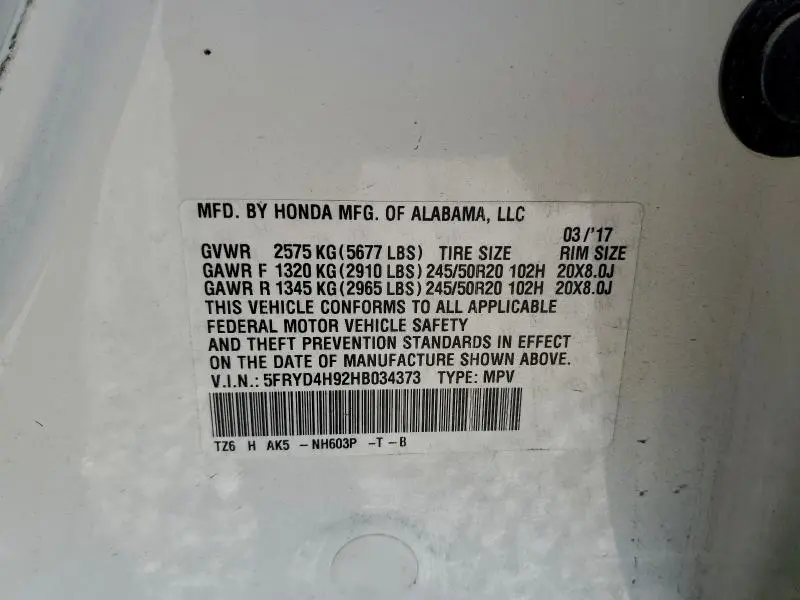 MFD. BY HONDA MFG. OF ALABAMA, LLC
03/'17
GVWR 2575 KG(5677 LBS) TIRE SIZE RIM SIZE
GAWR F 1320 KG(2910 LBS) 245/50R20 102H 20X8.0J
GAWR R 1345 KG(2965 LBS) 245/50R20 102H 20X8.0J
THIS VEHICLE CONFORMS TO ALL APPLICABLE
FEDERAL MOTOR VEHICLE SAFETY
AND THEFT PREVENTION STANDARDS IN EFFECT
ON THE DATE OF MANUFACTURE SHOWN ABOVE.
V.I.N.: 5FRYD4H92HB034373 TYPE: MPV
TZ6 H AK5 -NH603P -T-B